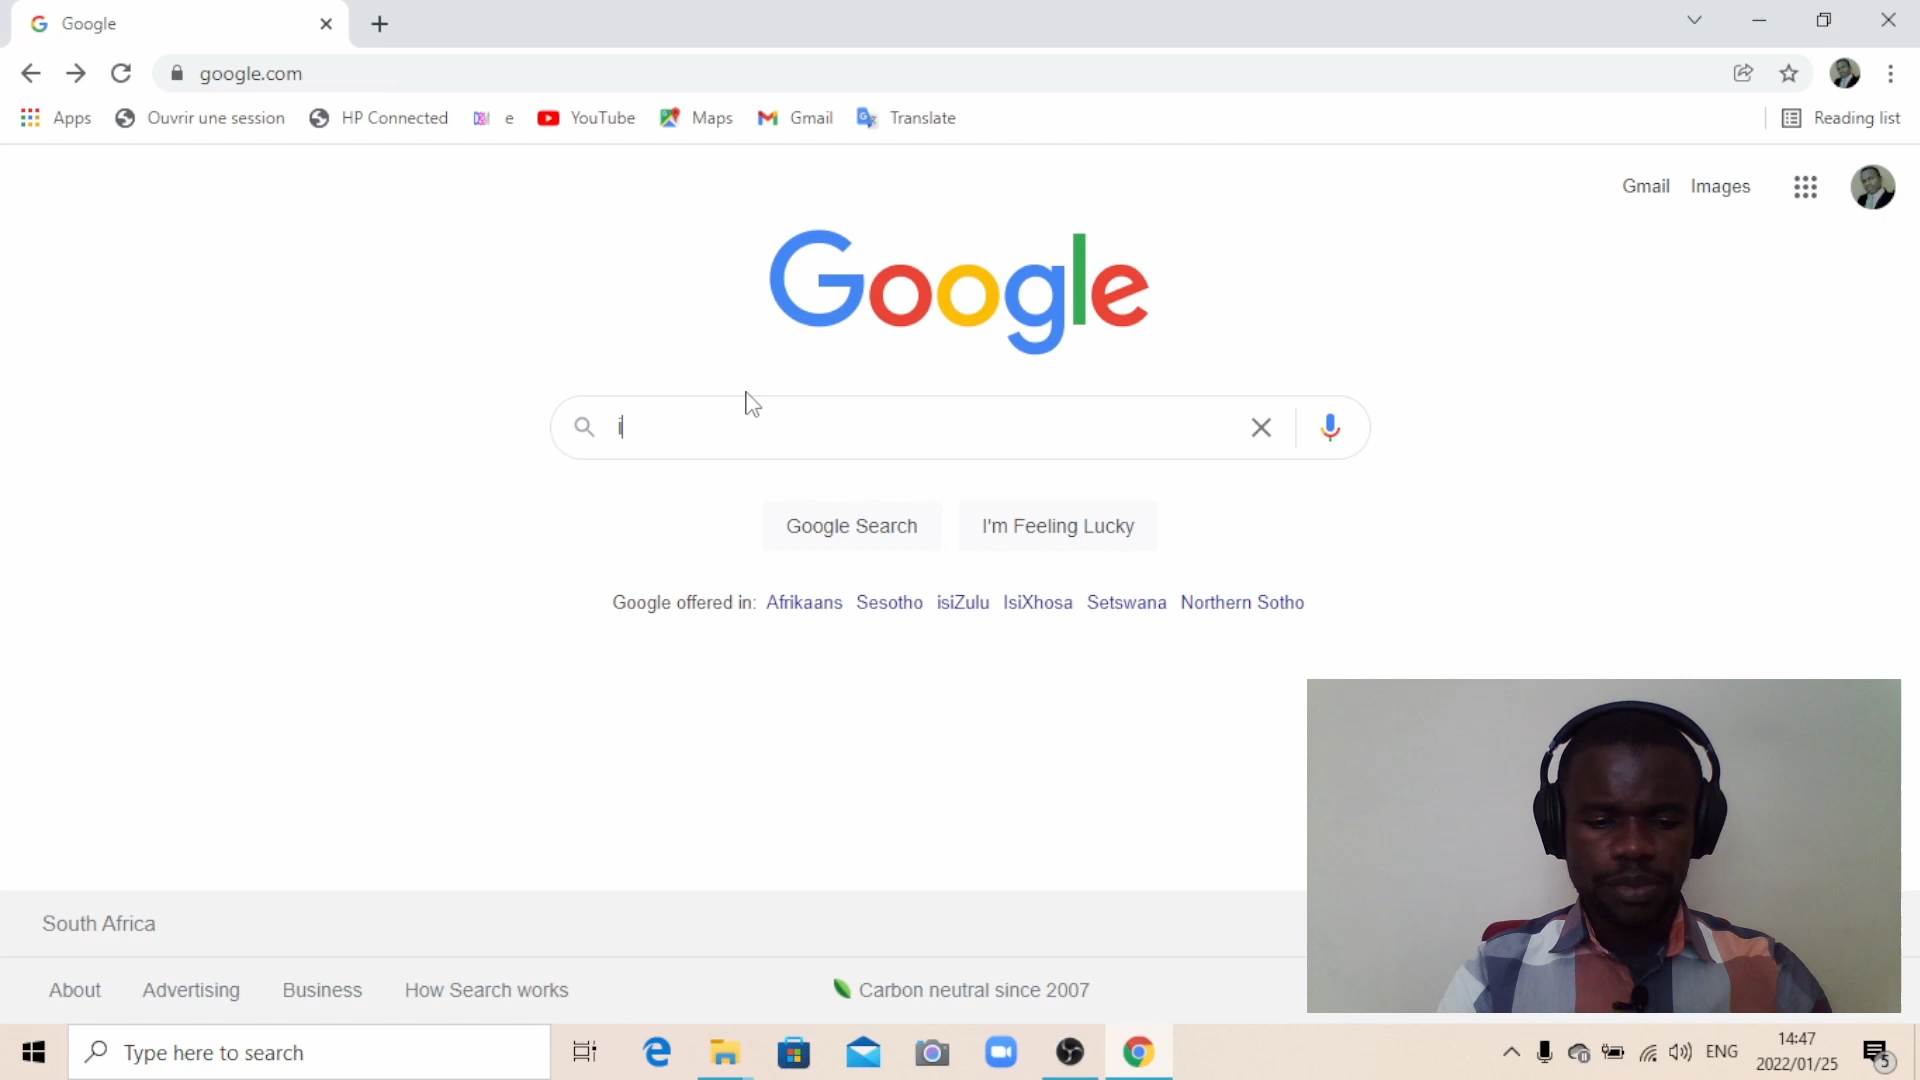 Google
google.com
Apps Ouvrir une session HP Connected e YouTube Maps Gmail Translate Reading list
Gmail Images
Google
i
Google Search I'm Feeling Lucky
Google offered in: Afrikaans Sesotho isiZulu IsiXhosa Setswana Northern Sotho
South Africa
About Advertising Business How Search works Carbon neutral since 2007
Type here to search ENG 14:47
2022/01/25 5